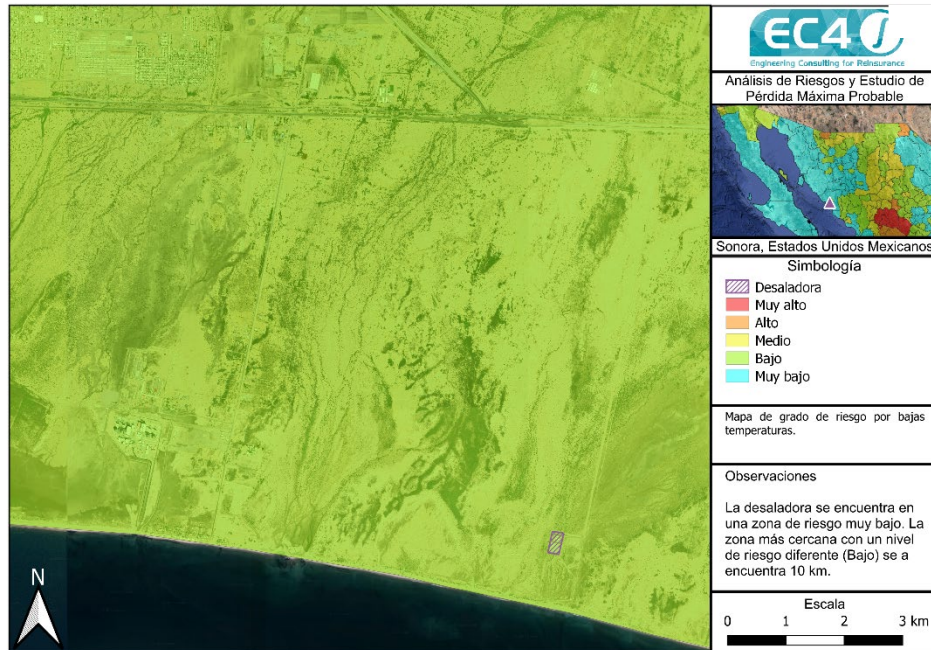 EC4
Engineering Consulting for Reinsurance
Análisis de Riesgos y Estudio de
Pérdida Máxima Probable
Sonora, Estados Unidos Mexicanos
Simbología
Desaladora
Muy alto
Alto
Medio
Bajo
Muy bajo
Mapa de grado de riesgo por bajas
temperaturas.
Observaciones
La desaladora se encuentra en
una zona de riesgo muy bajo. La
zona más cercana con un nivel
de riesgo diferente (Bajo) se a
encuentra 10 km.
N
Escala
0 1 2 3 km